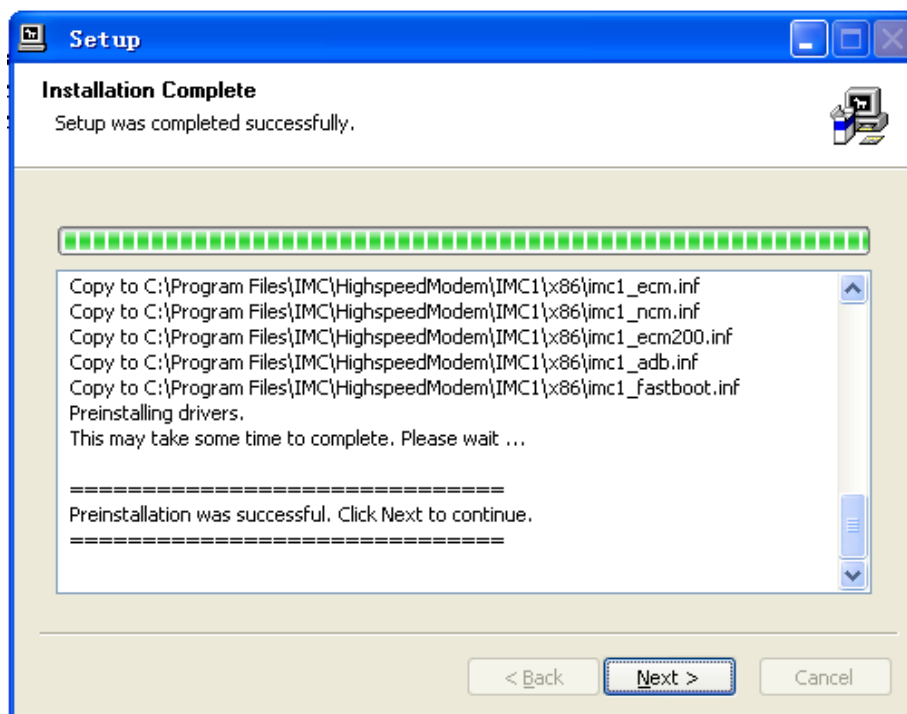 Setup
Installation Complete
Setup was completed successfully.
Copy to C:\Program Files\IMC\HighspeedModem\IMC1\x86\imc1_ecm.inf
Copy to C:\Program Files\IMC\HighspeedModem\IMC1\x86\imc1_ncm.inf
Copy to C:\Program Files\IMC\HighspeedModem\IMC1\x86\imc1_ecm200.inf
Copy to C:\Program Files\IMC\HighspeedModem\IMC1\x86\imc1_adb.inf
Copy to C:\Program Files\IMC\HighspeedModem\IMC1\x86\imc1_fastboot.inf
Preinstalling drivers.
This may take some time to complete. Please wait ...
==============================
Preinstallation was successful. Click Next to continue.
==============================
< Back Next > Cancel